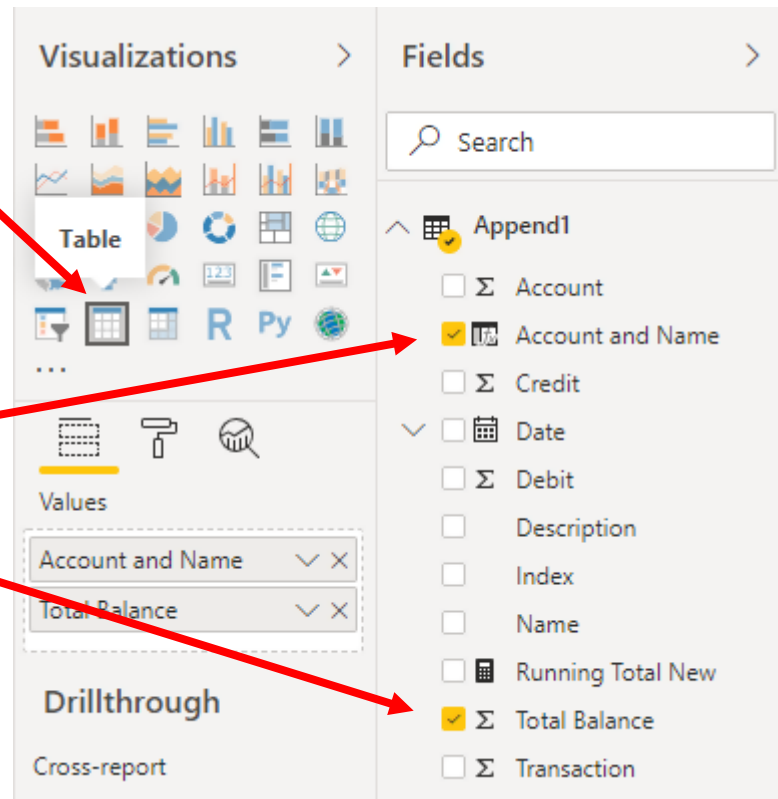 Visualizations
Table
123
R Py
...
Values
Account and Name
Total Balance
Drillthrough
Cross-report
Fields
Search
Append1
Σ Account
Account and Name
Σ Credit
Date
Σ Debit
Description
Index
Name
Running Total New
Σ Total Balance
Σ Transaction